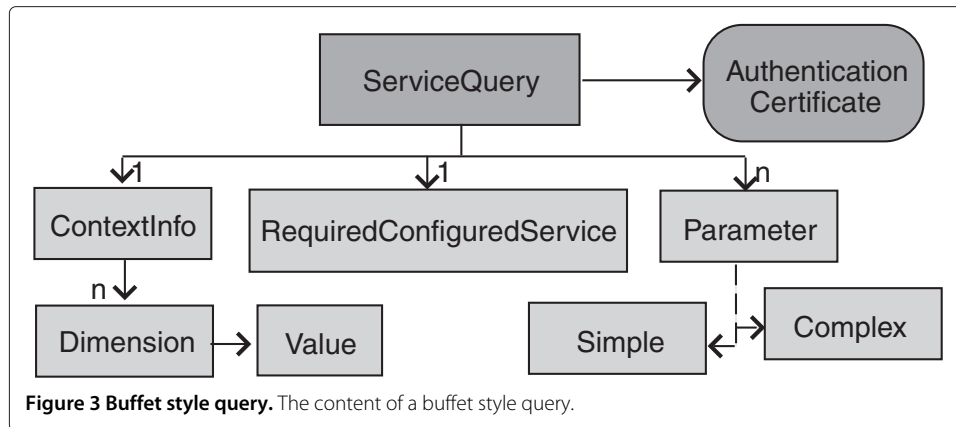 ServiceQuery
Authentication
Certificate
1
1
n
ContextInfo
RequiredConfiguredService
Parameter
n
Dimension
Value
Simple
Complex
Figure 3 Buffet style query. The content of a buffet style query.